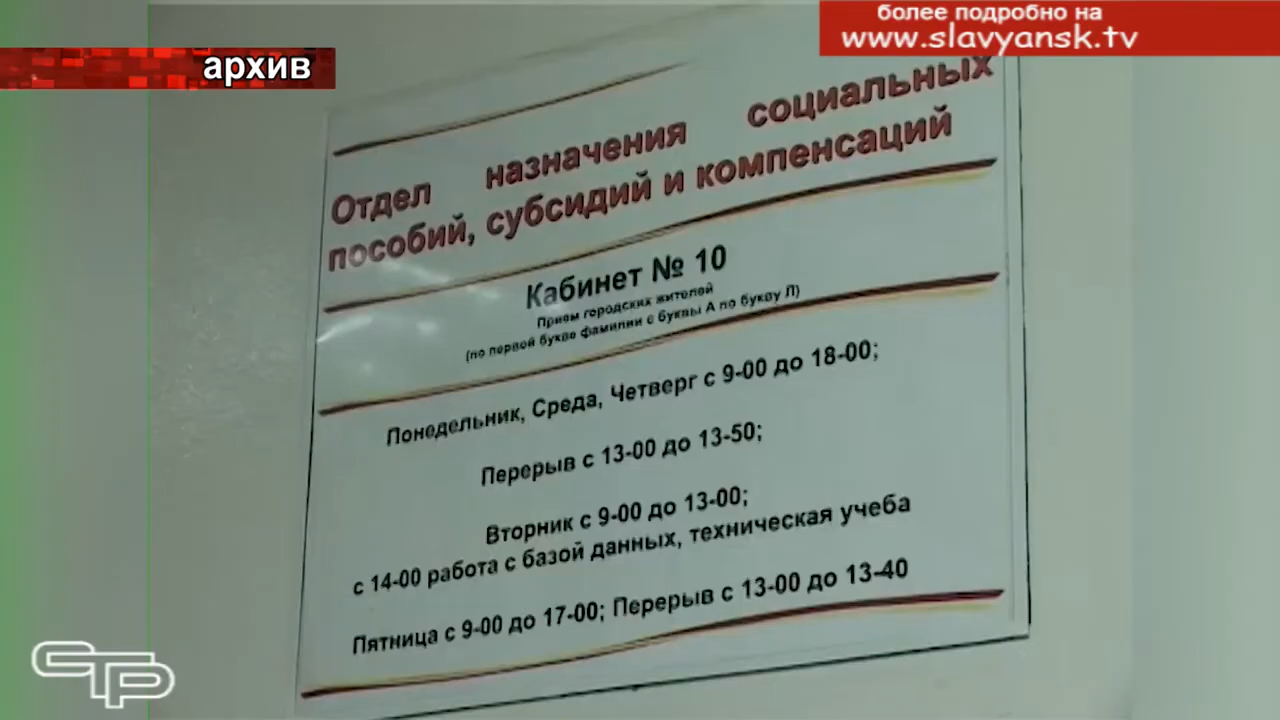 более подробно на
www.slavyansk.tv
архив
Отдел назначения социальных
пособий, субсидий и компенсаций
Кабинет № 10
Прием городских жителей
(по первой букве фамилии с буквы А по букву Л)
Понедельник, Среда, Четверг с 9-00 до 18-00;
Перерыв с 13-00 до 13-50;
Вторник с 9-00 до 13-00;
с 14-00 работа с базой данных, техническая учеба
Пятница с 9-00 до 17-00; Перерыв с 13-00 до 13-40
СТР